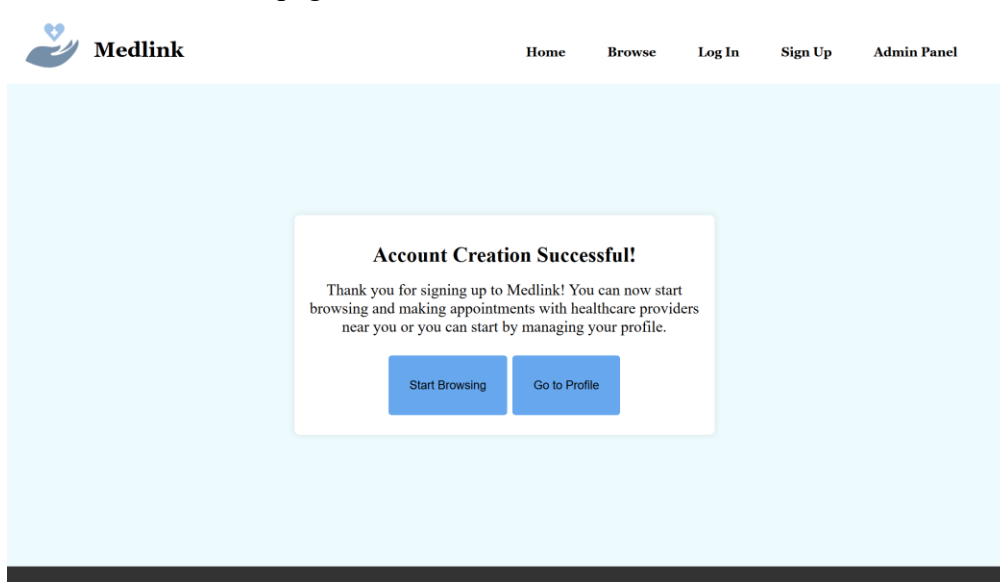 Medlink
Home Browse Log In Sign Up Admin Panel
Account Creation Successful!
Thank you for signing up to Medlink! You can now start
browsing and making appointments with healthcare providers
near you or you can start by managing your profile.
Start Browsing Go to Profile